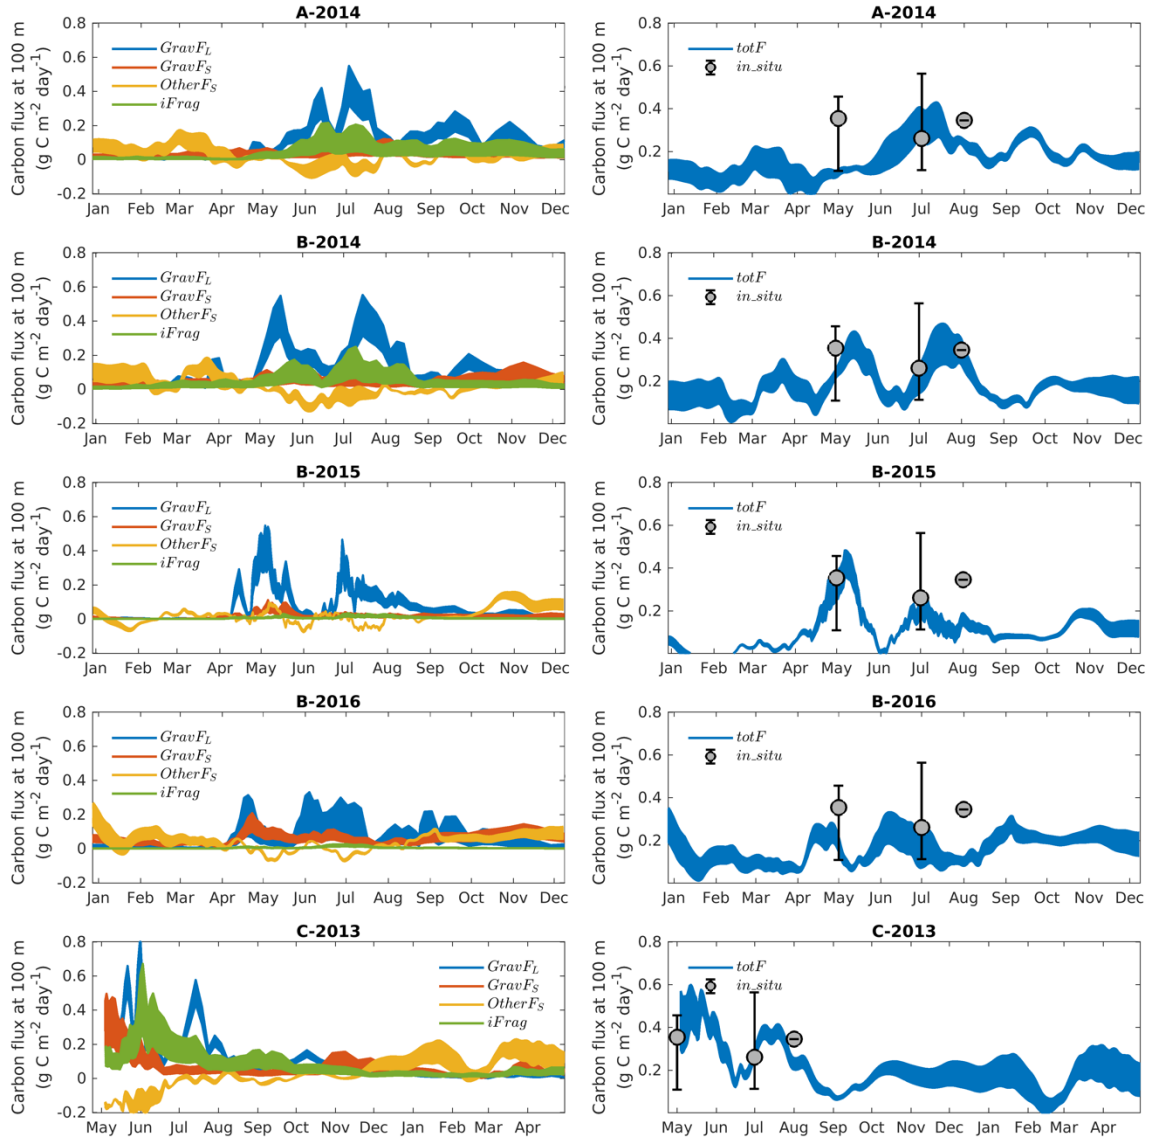 A-2014
Carbon flux at 100 m
(g C m⁻² day⁻¹)
0.8
0.6
0.4
0.2
0
-0.2
GravF_L
GravF_S
OtherF_S
iFrag
Jan Feb Mar Apr May Jun Jul Aug Sep Oct Nov Dec
A-2014
Carbon flux at 100 m
(g C m⁻² day⁻¹)
0.8
0.6
0.4
0.2
totF
in_situ
Jan Feb Mar Apr May Jun Jul Aug Sep Oct Nov Dec
B-2014
Carbon flux at 100 m
(g C m⁻² day⁻¹)
0.8
0.6
0.4
0.2
0
-0.2
GravF_L
GravF_S
OtherF_S
iFrag
Jan Feb Mar Apr May Jun Jul Aug Sep Oct Nov Dec
B-2014
Carbon flux at 100 m
(g C m⁻² day⁻¹)
0.8
0.6
0.4
0.2
totF
in_situ
Jan Feb Mar Apr May Jun Jul Aug Sep Oct Nov Dec
B-2015
Carbon flux at 100 m
(g C m⁻² day⁻¹)
0.8
0.6
0.4
0.2
0
-0.2
GravF_L
GravF_S
OtherF_S
iFrag
Jan Feb Mar Apr May Jun Jul Aug Sep Oct Nov Dec
B-2015
Carbon flux at 100 m
(g C m⁻² day⁻¹)
0.8
0.6
0.4
0.2
totF
in_situ
Jan Feb Mar Apr May Jun Jul Aug Sep Oct Nov Dec
B-2016
Carbon flux at 100 m
(g C m⁻² day⁻¹)
0.8
0.6
0.4
0.2
0
-0.2
GravF_L
GravF_S
OtherF_S
iFrag
Jan Feb Mar Apr May Jun Jul Aug Sep Oct Nov Dec
B-2016
Carbon flux at 100 m
(g C m⁻² day⁻¹)
0.8
0.6
0.4
0.2
totF
in_situ
Jan Feb Mar Apr May Jun Jul Aug Sep Oct Nov Dec
C-2013
Carbon flux at 100 m
(g C m⁻² day⁻¹)
0.8
0.6
0.4
0.2
0
-0.2
GravF_L
GravF_S
OtherF_S
iFrag
May Jun Jul Aug Sep Oct Nov Dec Jan Feb Mar Apr
C-2013
Carbon flux at 100 m
(g C m⁻² day⁻¹)
0.8
0.6
0.4
0.2
totF
in_situ
May Jun Jul Aug Sep Oct Nov Dec Jan Feb Mar Apr